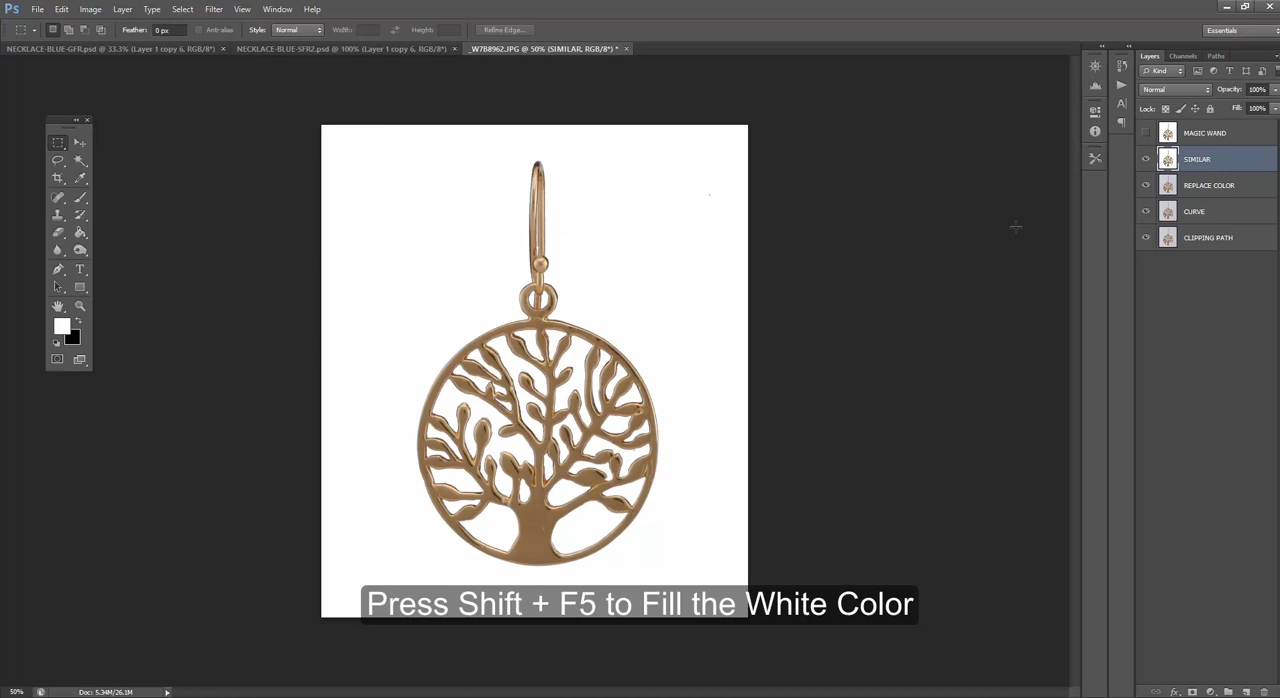 Ps File Edit Image Layer Type Select Filter View Window Help
Feather: 0 px Anti-alias Style: Normal Width: Height: Refine Edge... Essentials
NECKLACE-BLUE-GFR.psd @ 33.3% (Layer 1 copy 6, RGB/8*) × NECKLACE-BLUE-SFR2.psd @ 100% (Layer 1 copy 6, RGB/8*) × _W7B8962.JPG @ 50% (SIMILAR, RGB/8*) * ×
Layers Channels Paths
Kind
Normal Opacity: 100%
Lock: Fill: 100%
MAGIC WAND
SIMILAR
REPLACE COLOR
CURVE
CLIPPING PATH
Press Shift + F5 to Fill the White Color
50% Doc: 5.34M/26.1M